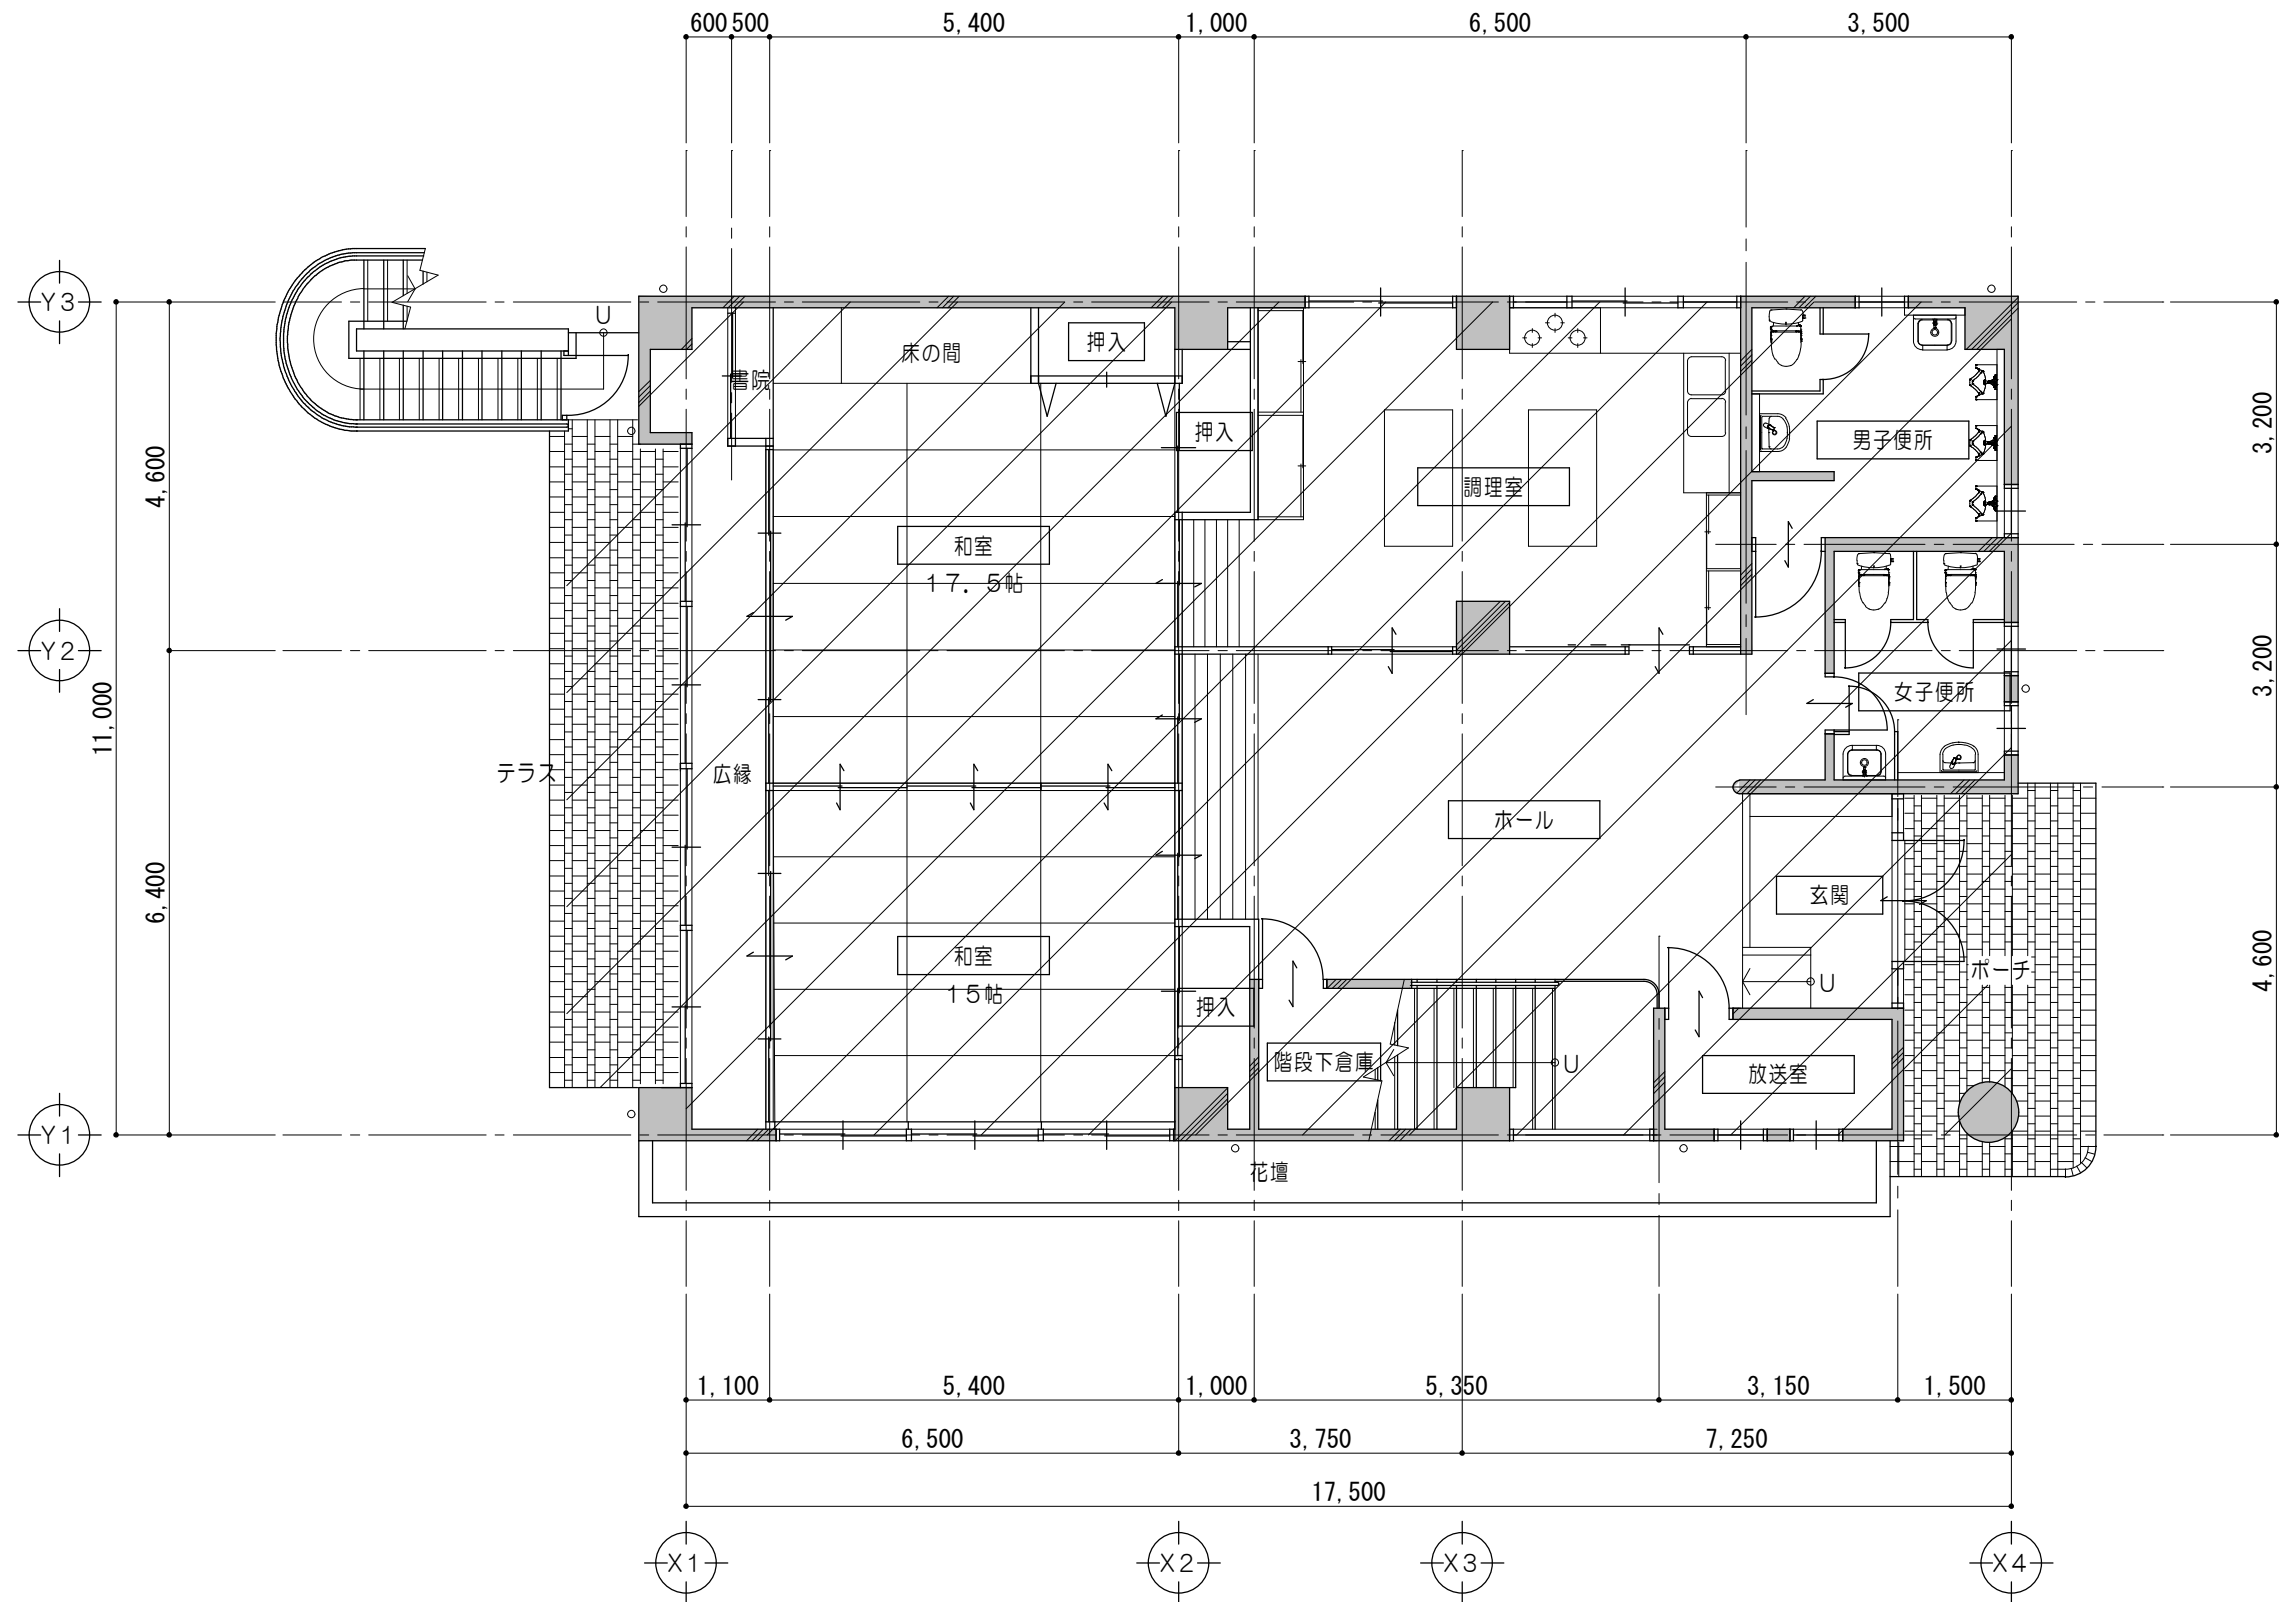 600 500 5,400 1,000 6,500 3,500
Y3
U
床の間
押入
書院
押入
男子便所
4,600
3,200
調理室
和室
17.5帖
Y2
11,000
3,200
女子便所
テラス
広縁
ホール
玄関
6,400
4,600
和室
15帖
ポーチ
U
押入
階段下倉庫
U
放送室
Y1
花壇
1,100 5,400 1,000 5,350 3,150 1,500
6,500 3,750 7,250
17,500
X1 X2 X3 X4